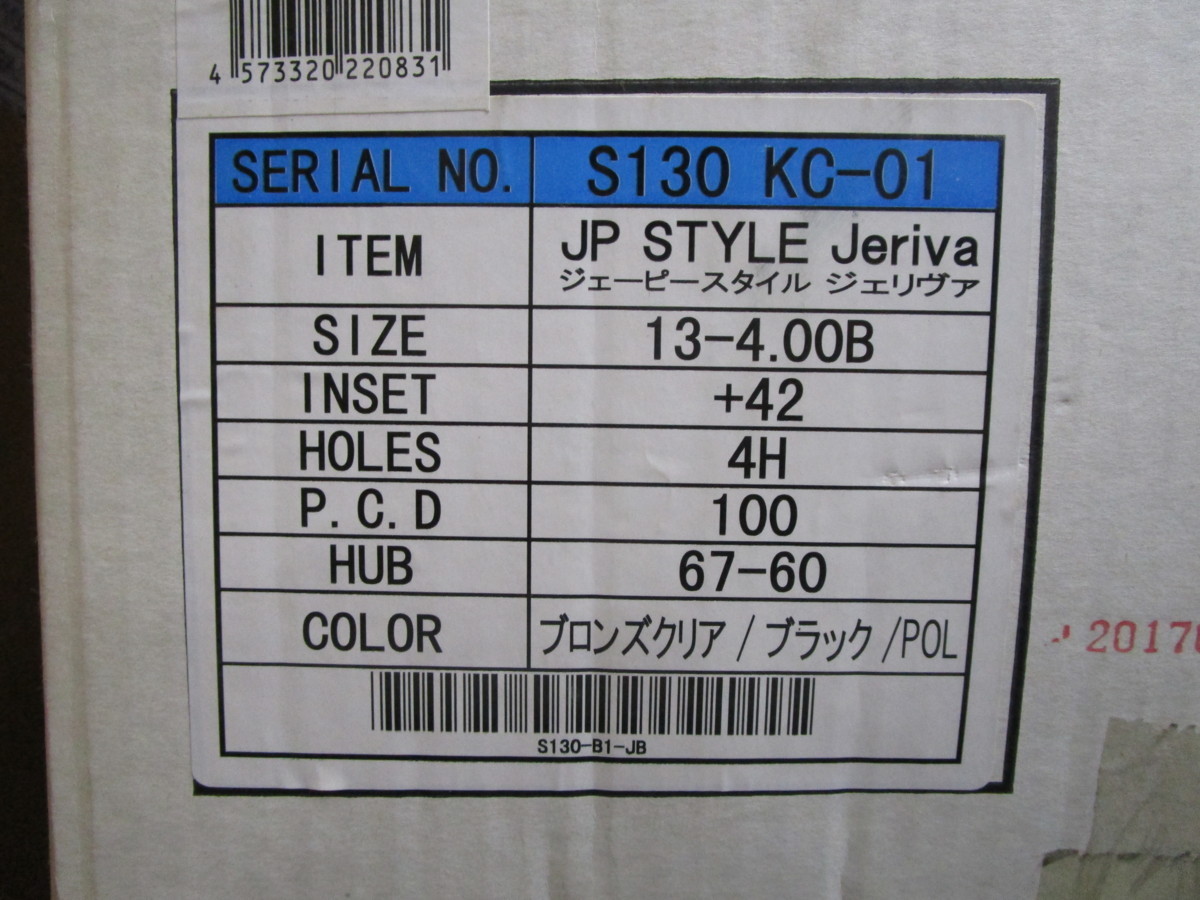 4 573320 220831
SERIAL NO. S130 KC-01
ITEM JP STYLE Jeriva
ジェーピースタイル ジェリヴァ
SIZE 13-4.00B
INSET +42
HOLES 4H
P.C.D 100
HUB 67-60
COLOR ブロンズクリア / ブラック /POL
S130-B1-JB